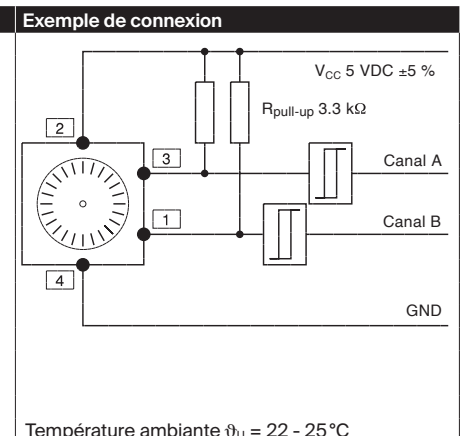 Exemple de connexion
V_CC 5 VDC ±5 %
R_pull-up 3.3 kΩ
2
3
Canal A
1
Canal B
4
GND
Température ambiante ϑ_U = 22 - 25°C